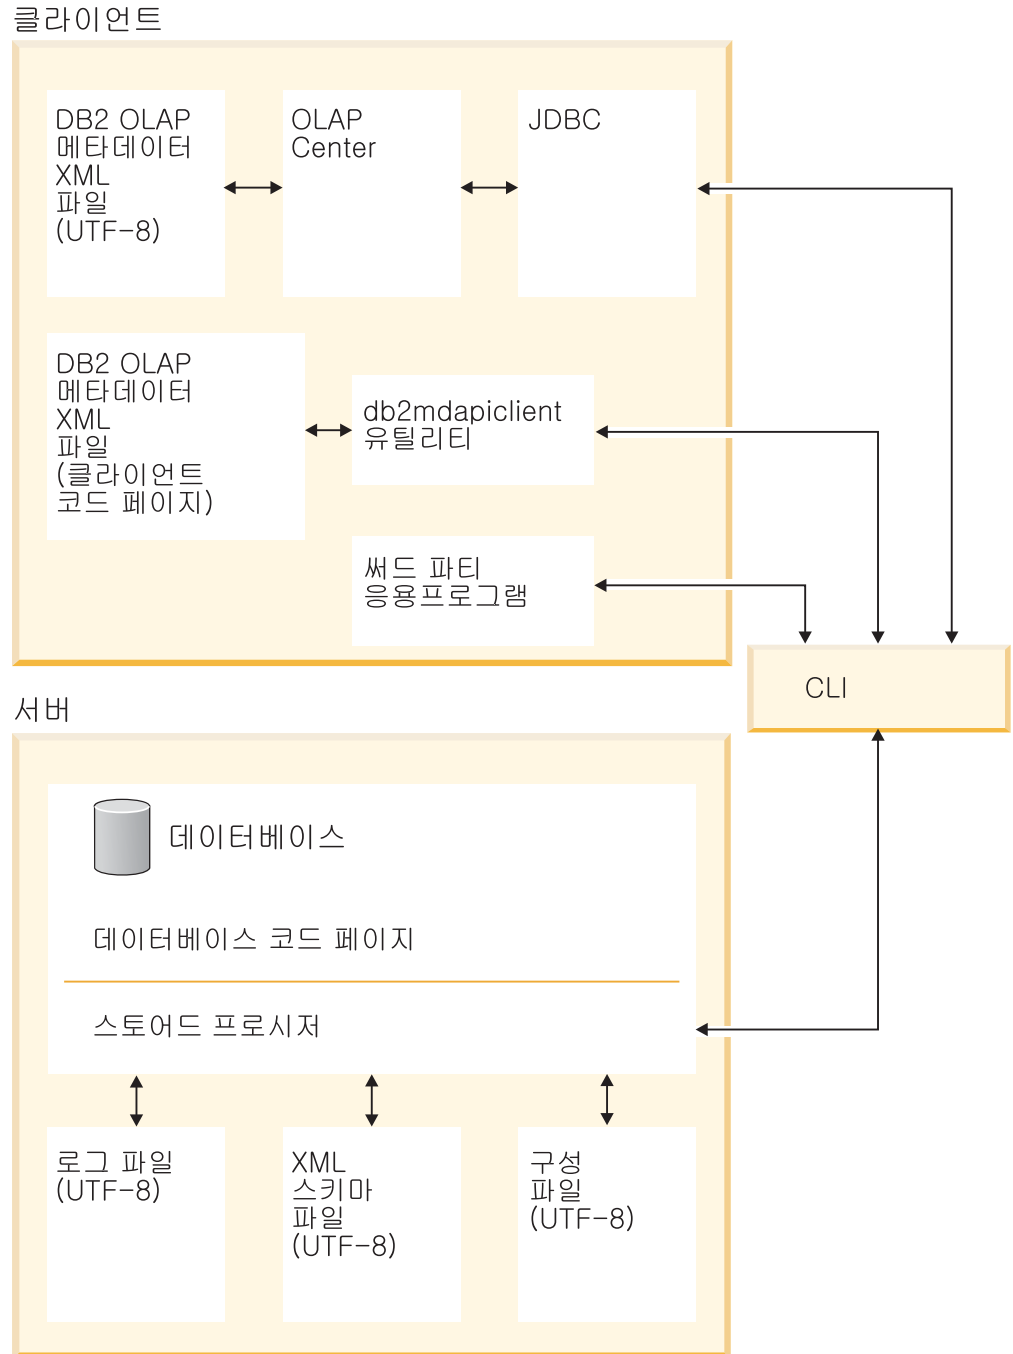 클라이언트
DB2 OLAP
메타데이터
XML
파일
(UTF-8)
OLAP
Center
JDBC
DB2 OLAP
메타데이터
XML
파일
(클라이언트
코드 페이지)
db2mdapiclient
유틸리티
써드 파티
응용프로그램
CLI
서버
데이터베이스
데이터베이스 코드 페이지
스토어드 프로시저
로그 파일
(UTF-8)
XML
스키마
파일
(UTF-8)
구성
파일
(UTF-8)